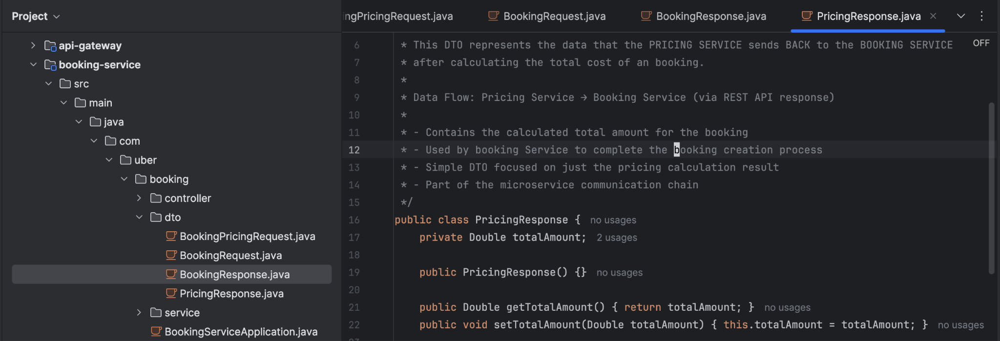 Project
api-gateway
booking-service
src
main
java
com
uber
booking
controller
dto
BookingPricingRequest.java
BookingRequest.java
BookingResponse.java
PricingResponse.java
service
BookingServiceApplication.java
ingPricingRequest.java BookingRequest.java BookingResponse.java PricingResponse.java
OFF
6 * This DTO represents the data that the PRICING SERVICE sends BACK to the BOOKING SERVICE
7 * after calculating the total cost of an booking.
8 *
9 * Data Flow: Pricing Service → Booking Service (via REST API response)
10 *
11 * - Contains the calculated total amount for the booking
12 * - Used by booking Service to complete the booking creation process
13 * - Simple DTO focused on just the pricing calculation result
14 * - Part of the microservice communication chain
15 */
16 public class PricingResponse { no usages
17 private Double totalAmount; 2 usages
18
19 public PricingResponse() {} no usages
20
21 public Double getTotalAmount() { return totalAmount; } no usages
22 public void setTotalAmount(Double totalAmount) { this.totalAmount = totalAmount; } no usages